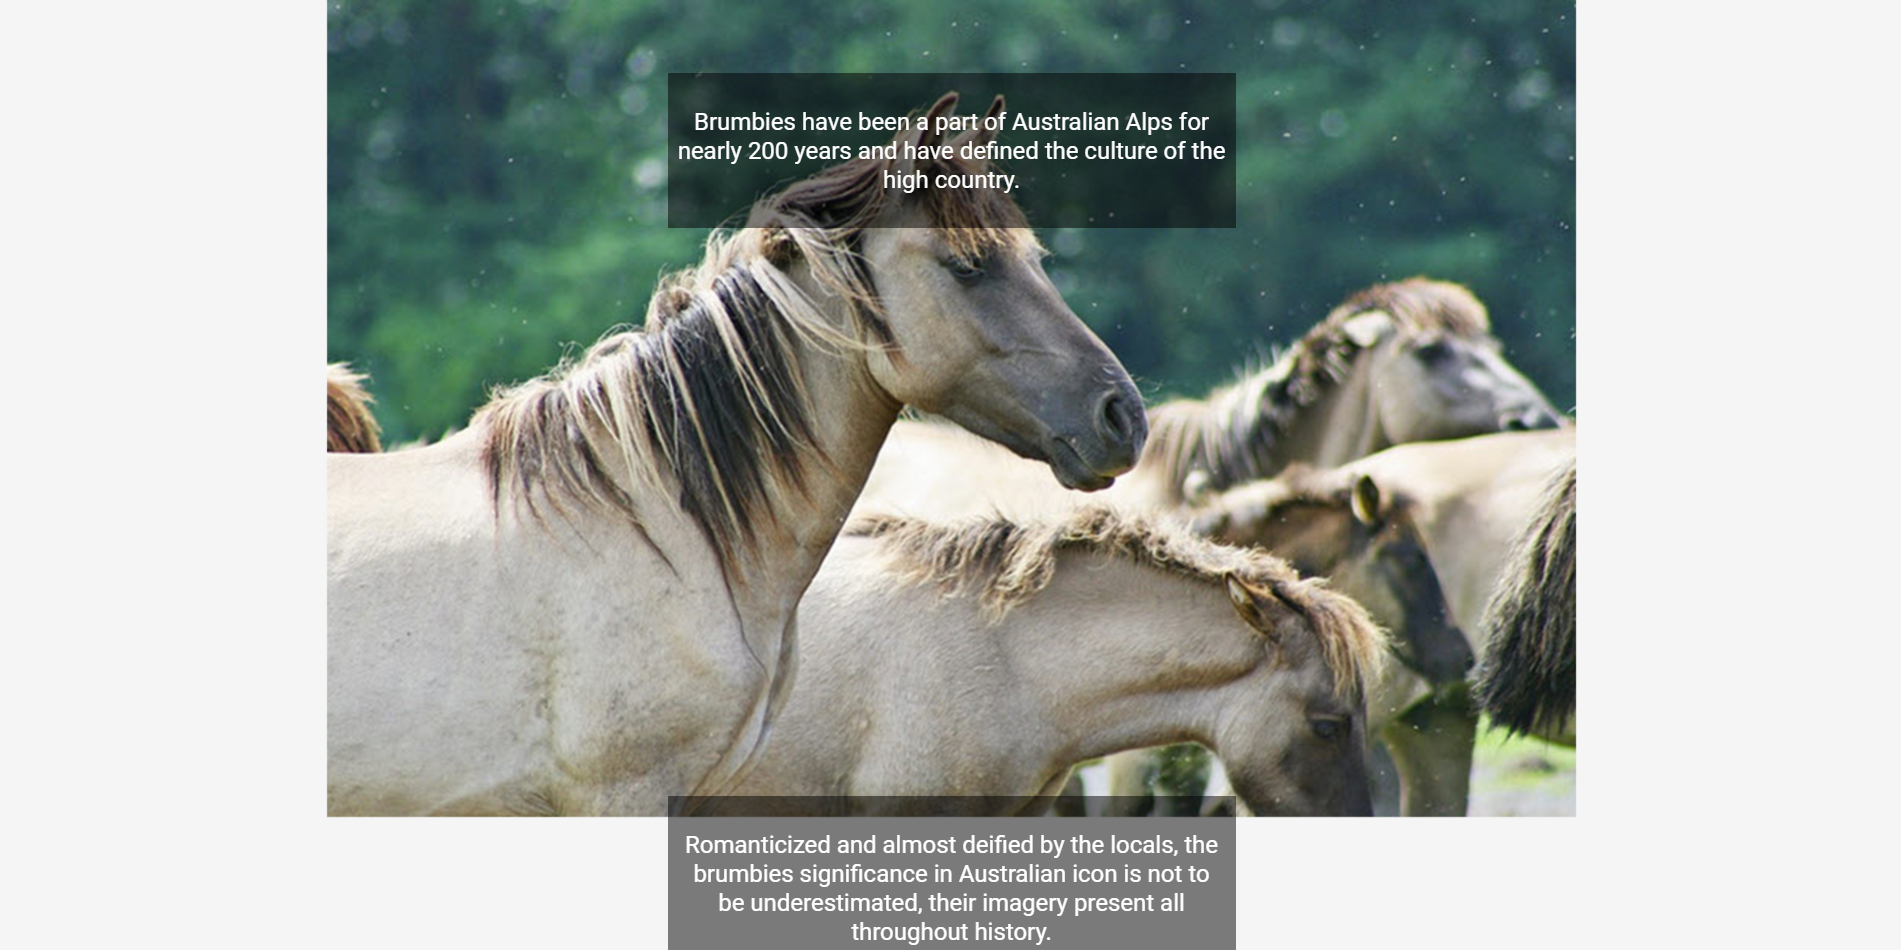 Brumbies have been a part of Australian Alps for
nearly 200 years and have defined the culture of the
high country.
Romanticized and almost deified by the locals, the
brumbies significance in Australian icon is not to
be underestimated, their imagery present all
throughout history.